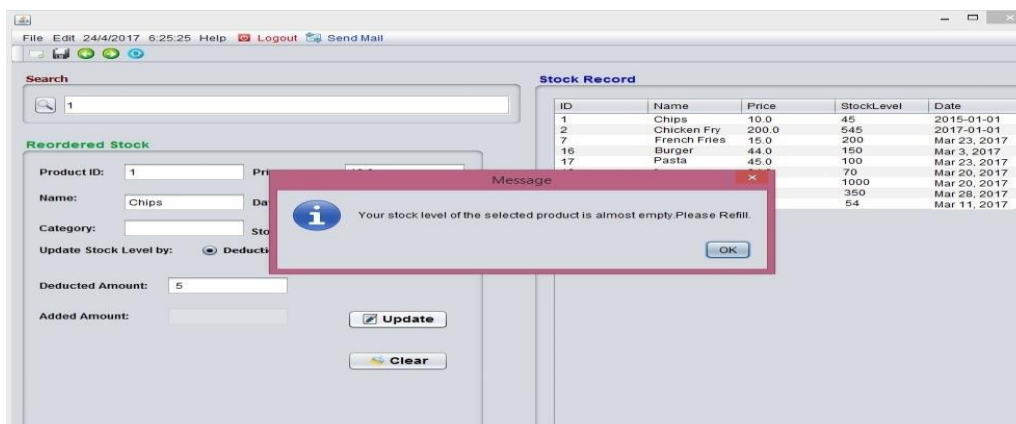 File Edit 24/4/2017 6:25:25 Help Logout Send Mail
Search
1
Reordered Stock
Product ID: 1
Name: Chips
Category:
Update Stock Level by: Deducti
Deducted Amount: 5
Added Amount:
Update
Clear
Stock Record
ID Name Price StockLevel Date
1 Chips 10.0 45 2015-01-01
2 Chicken Fry 200.0 545 2017-01-01
7 French Fries 15.0 200 Mar 23, 2017
16 Burger 44.0 150 Mar 3, 2017
17 Pasta 45.0 100 Mar 23, 2017
70 Mar 20, 2017
1000 Mar 20, 2017
350 Mar 28, 2017
54 Mar 11, 2017
Message
Your stock level of the selected product is almost empty.Please Refill.
OK